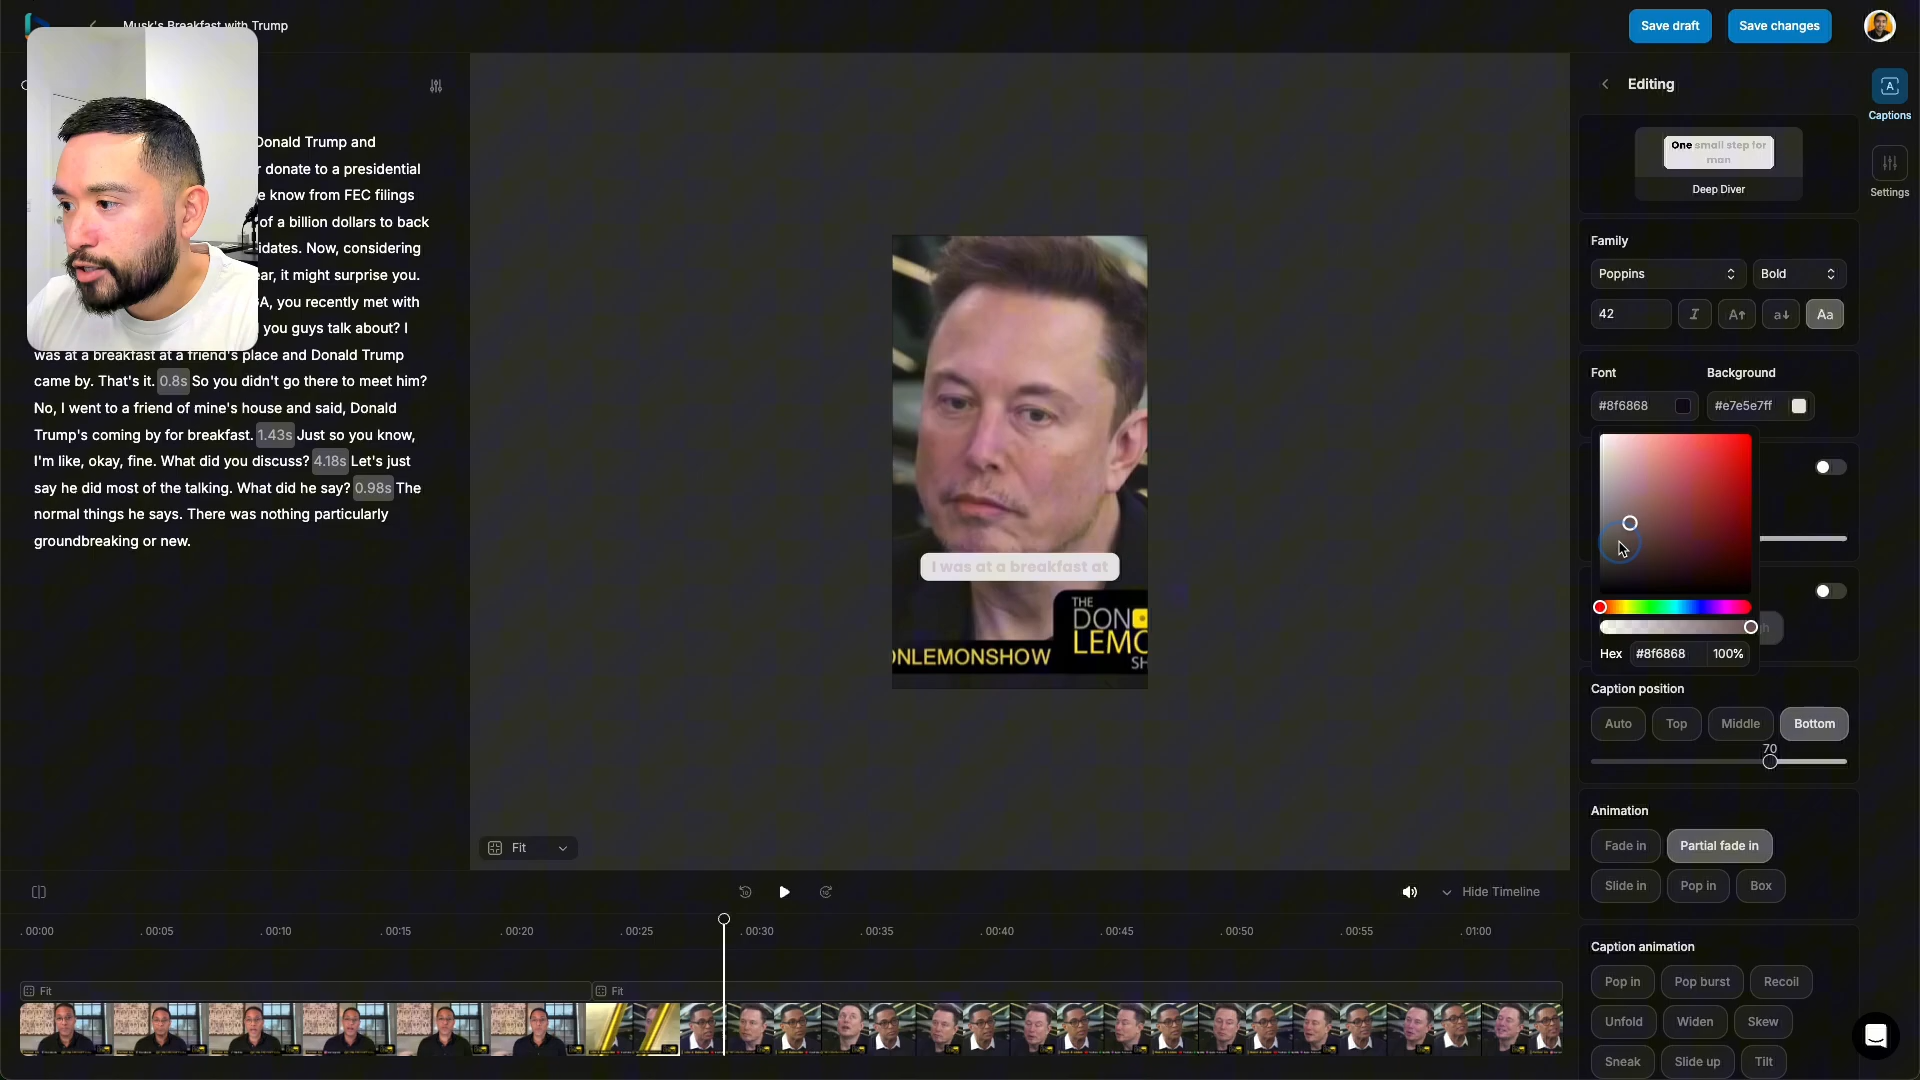 Musk's Breakfast with Trump
Save draft
Save changes
Donald Trump and
donate to a presidential
know from FEC filings
of a billion dollars to back
idates. Now, considering
ear, it might surprise you.
you recently met with
you guys talk about? I
was at a breakfast at a friend's place and Donald Trump
came by. That's it. 0.8s So you didn't go there to meet him?
No, I went to a friend of mine's house and said, Donald
Trump's coming by for breakfast. 1.43s Just so you know,
I'm like, okay, fine. What did you discuss? 4.18s Let's just
say he did most of the talking. What did he say? 0.98s The
normal things he says. There was nothing particularly
groundbreaking or new.
I was at a breakfast at
THE
DON
LEMO
SH
ONLEMONSHOW
Fit
Editing
Captions
Settings
One small step for
man
Deep Diver
Family
Poppins
Bold
42
I
A↑
a↓
Aa
Font
Background
#8f6868
#e7e5e7ff
Hex #8f6868 100%
Caption position
Auto
Top
Middle
Bottom
70
Animation
Fade in
Partial fade in
Slide in
Pop in
Box
Caption animation
Pop in
Pop burst
Recoil
Unfold
Widen
Skew
Sneak
Slide up
Tilt
Hide Timeline
. 00:00 . 00:05 . 00:10 . 00:15 . 00:20 . 00:25 . 00:30 . 00:35 . 00:40 . 00:45 . 00:50 . 00:55 . 01:00
Fit
Fit